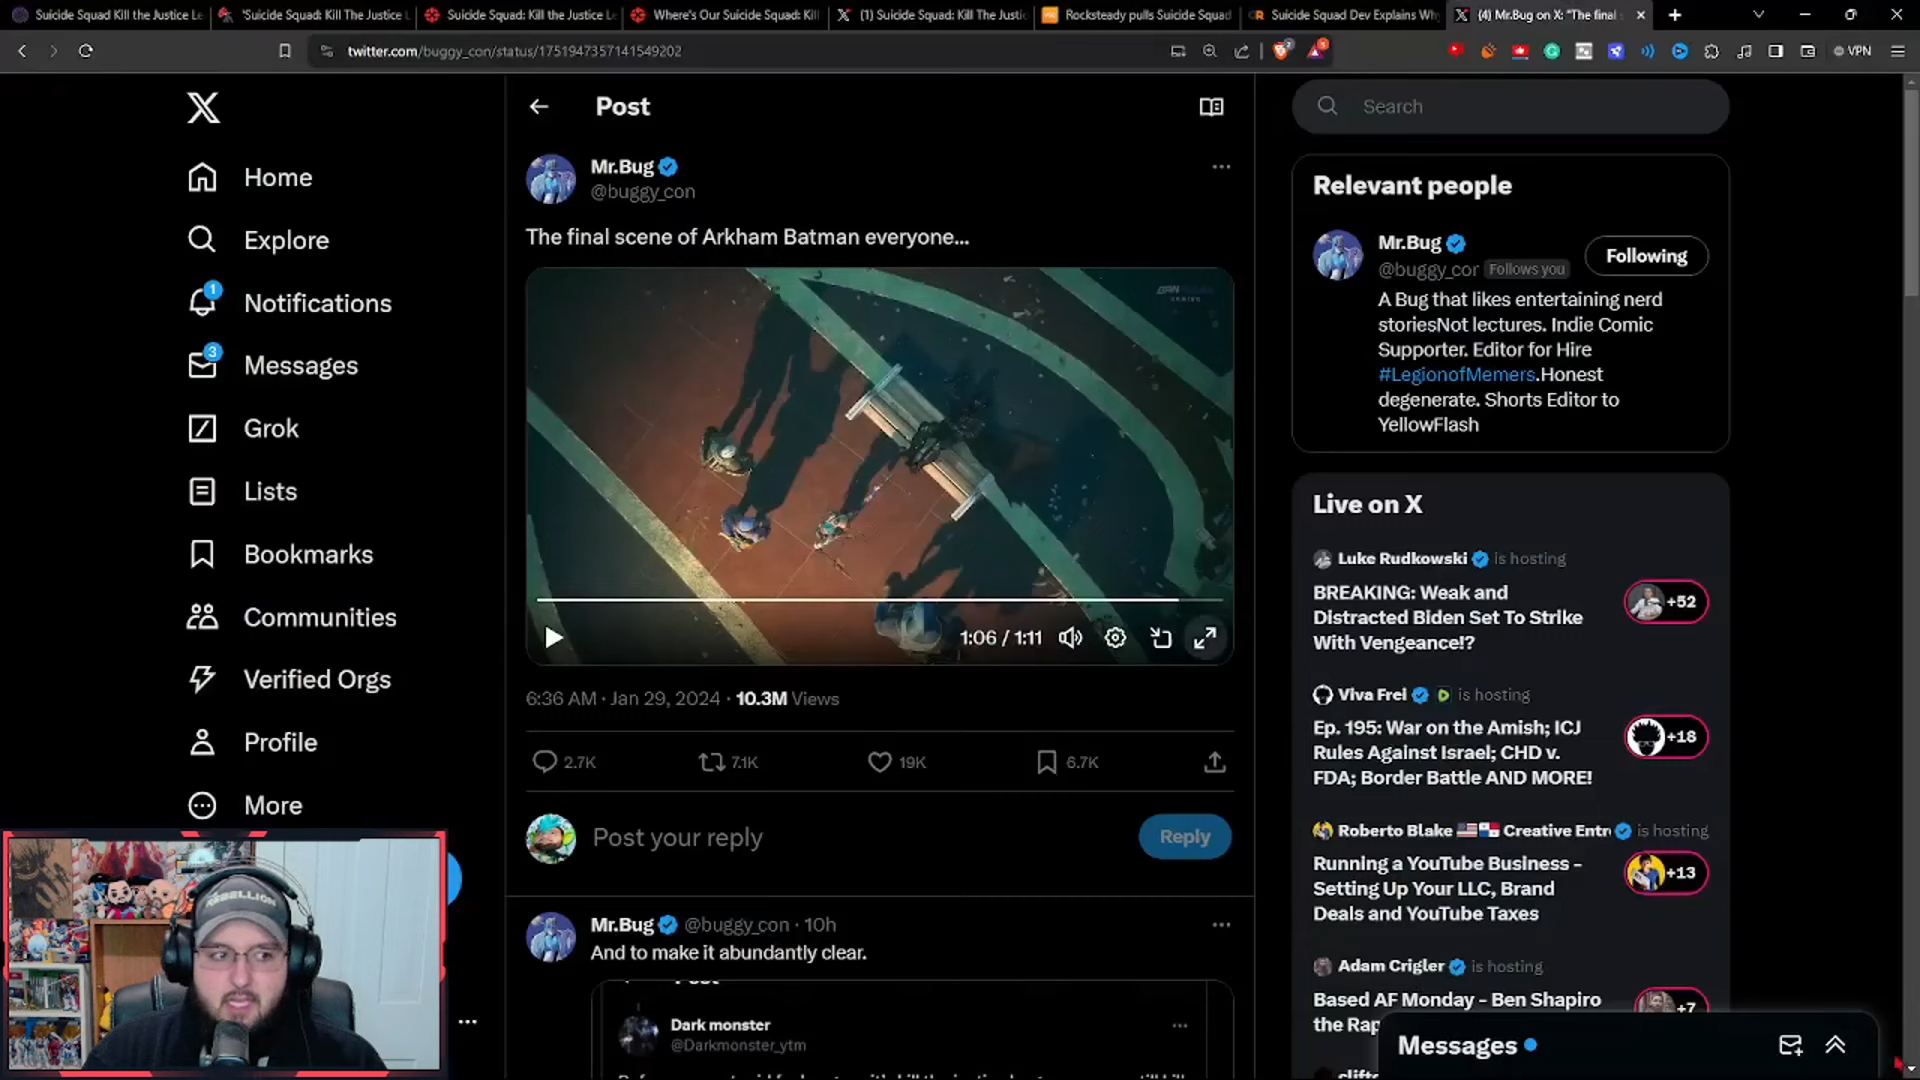 Suicide Squad Kill the Justice Le
'Suicide Squad: Kill The Justice L
Suicide Squad: Kill the Justice Le
Where's Our Suicide Squad: Kill
(1) Suicide Squad: Kill The Justic
Rocksteady pulls Suicide Squad
Suicide Squad Dev Explains Wh
(4) Mr.Bug on X: "The final s
twitter.com/buggy_con/status/1751947357141549202
VPN
Home
Explore
1
Notifications
3
Messages
Grok
Lists
Bookmarks
Communities
Verified Orgs
Profile
More
REBELLION
Post
Mr.Bug
@buggy_con
The final scene of Arkham Batman everyone...
1:06 / 1:11
6:36 AM · Jan 29, 2024 · 10.3M Views
2.7K
7.1K
19K
6.7K
Post your reply
Reply
Mr.Bug @buggy_con · 10h
And to make it abundantly clear.
Post
Dark monster
@Darkmonster_ytm
Search
Relevant people
Mr.Bug
@buggy_cor Follows you
Following
A Bug that likes entertaining nerd
storiesNot lectures. Indie Comic
Supporter. Editor for Hire
#LegionofMemers.Honest
degenerate. Shorts Editor to
YellowFlash
Live on X
Luke Rudkowski is hosting
BREAKING: Weak and
Distracted Biden Set To Strike
With Vengeance!?
+52
Viva Frei is hosting
Ep. 195: War on the Amish; ICJ
Rules Against Israel; CHD v.
FDA; Border Battle AND MORE!
+18
Roberto Blake Creative Entr is hosting
Running a YouTube Business -
Setting Up Your LLC, Brand
Deals and YouTube Taxes
+13
Adam Crigler is hosting
Based AF Monday - Ben Shapiro
the Rap
+7
Messages